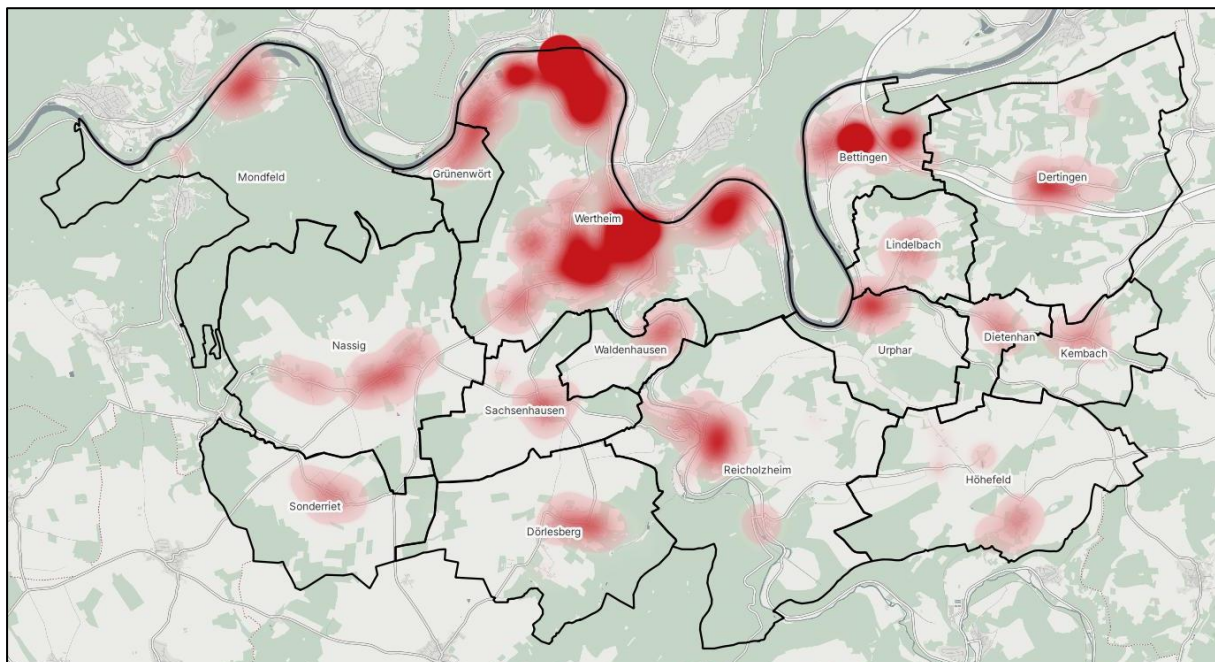 Mondfeld
Grünenwört
Wertheim
Bettingen
Dertingen
Lindelbach
Nassig
Waldenhausen
Urphar
Dietenhan
Kembach
Sachsenhausen
Reicholzheim
Höhefeld
Sonderriet
Dörlesberg